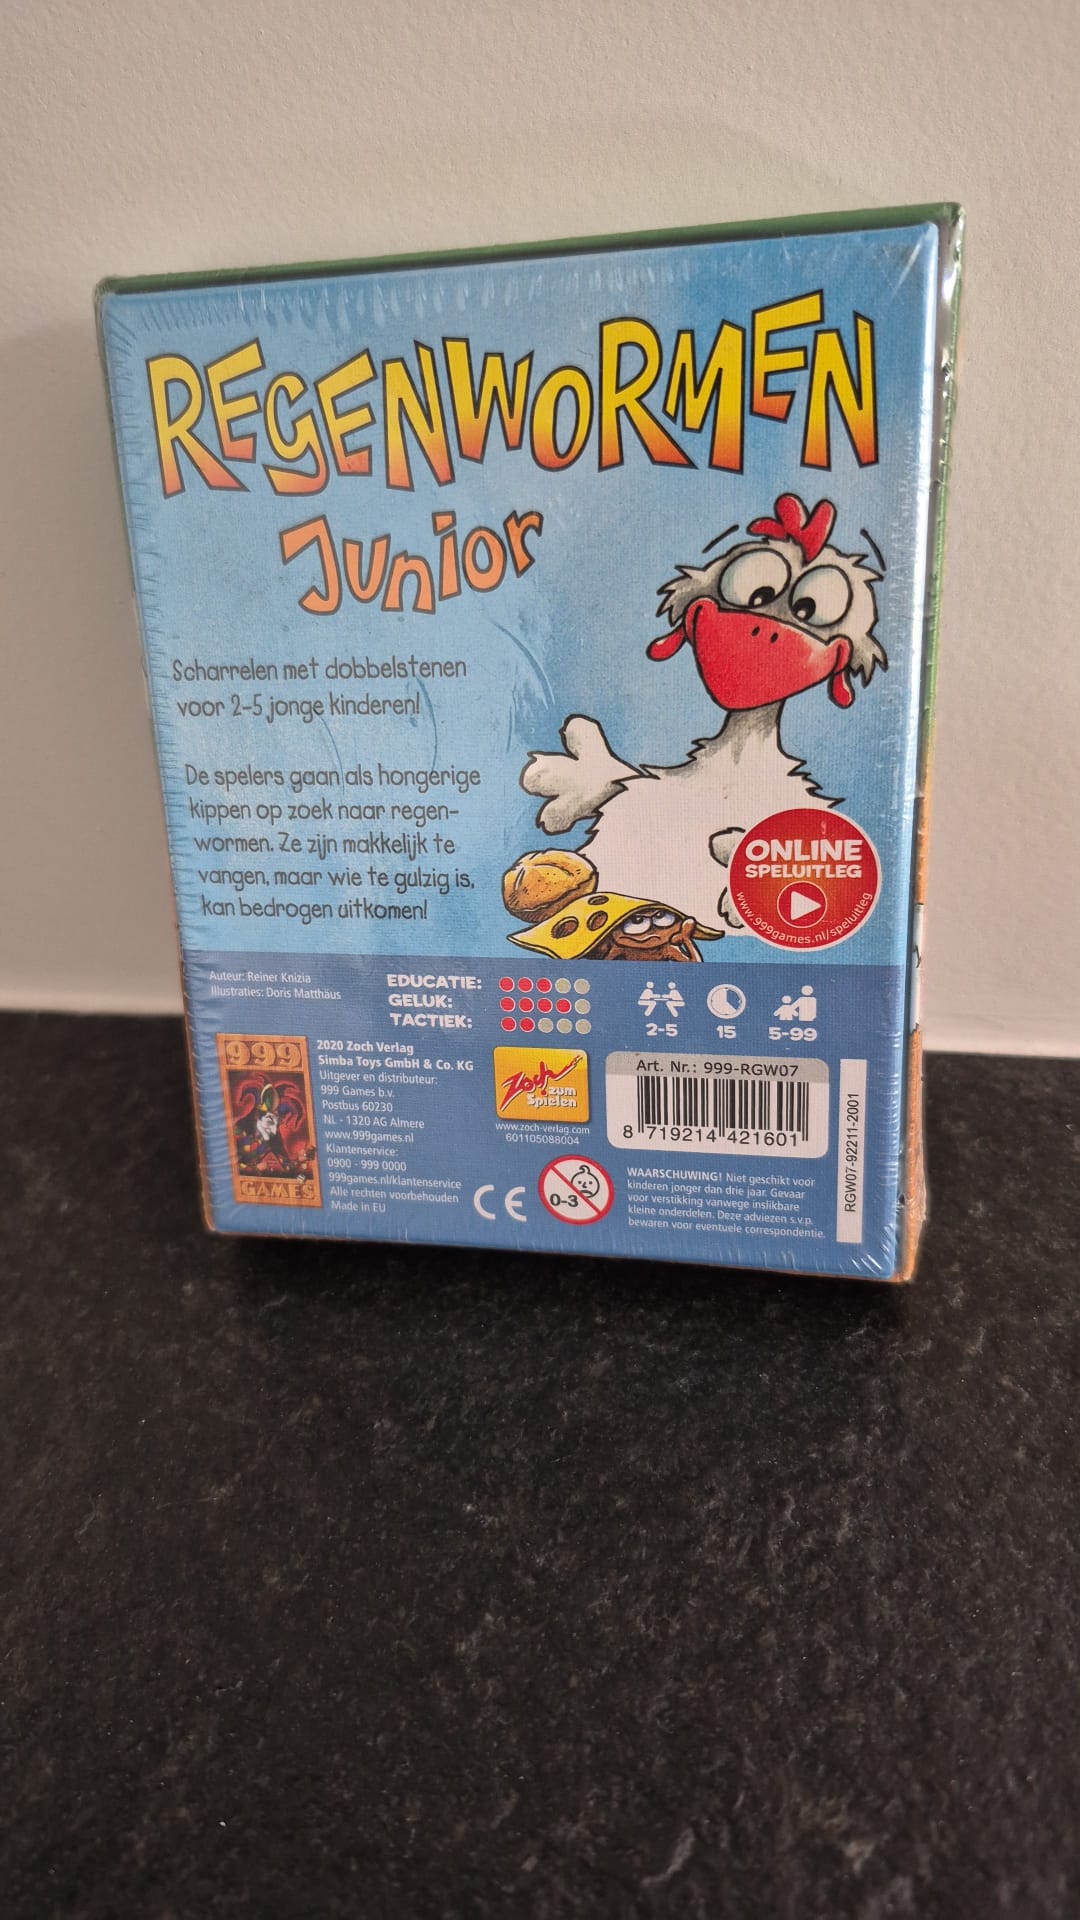 REGENWORMEN
Junior
Scharrelen met dobbelstenen
voor 2-5 jonge kinderen!
De spelers gaan als hongerige
kippen op zoek naar regen-
wormen. Ze zijn makkelijk te
vangen, maar wie te gulzig is,
kan bedrogen uitkomen!
ONLINE
SPELUITLEG
www.999games.nl/speluitleg
Auteur: Reiner Knizia
Illustraties: Doris Matthäus
EDUCATIE:
GELUK:
TACTIEK:
2-5
15
5-99
999
GAMES
2020 Zoch Verlag
Simba Toys GmbH & Co. KG
Uitgever en distributeur:
999 Games b.v.
Postbus 60230
NL - 1320 AG Almere
www.999games.nl
Klantenservice:
0900 - 999 0000
999games.nl/klantenservice
Alle rechten voorbehouden
Made in EU
Zoch
zum
Spielen
www.zoch-verlag.com
601105088004
Art. Nr.: 999-RGW07
8 719214 421601
RGW07-92211-2001
CE
0-3
WAARSCHUWING! Niet geschikt voor
kinderen jonger dan drie jaar. Gevaar
voor verstikking vanwege inslikbare
kleine onderdelen. Deze adviezen s.v.p.
bewaren voor eventuele correspondentie.